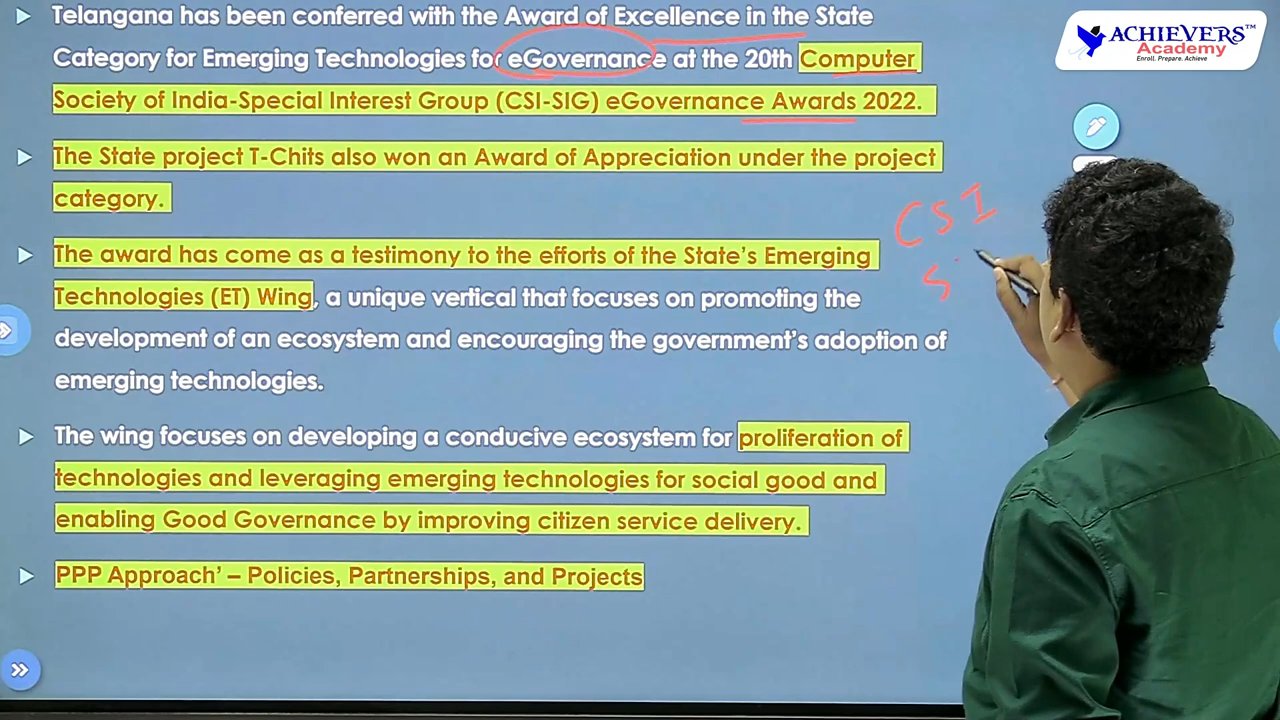 Telangana has been conferred with the Award of Excellence in the State
Category for Emerging Technologies for eGovernance at the 20th Computer
Society of India-Special Interest Group (CSI-SIG) eGovernance Awards 2022.
The State project T-Chits also won an Award of Appreciation under the project
category.
The award has come as a testimony to the efforts of the State's Emerging
Technologies (ET) Wing, a unique vertical that focuses on promoting the
development of an ecosystem and encouraging the government's adoption of
emerging technologies.
The wing focuses on developing a conducive ecosystem for proliferation of
technologies and leveraging emerging technologies for social good and
enabling Good Governance by improving citizen service delivery.
PPP Approach' – Policies, Partnerships, and Projects
ACHIEVERS™
Academy
Enroll. Prepare. Achieve
CSI
S